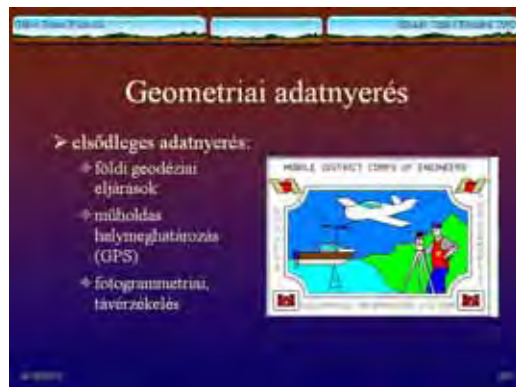 Geometriai adatnyerés
elsődleges adatnyerés:
földi geodéziai
eljárások
műholdas
helymeghatározás
(GPS)
fotogrammetriai,
távérzékelés
MOBILE DISTRICT CORPS OF ENGINEERS